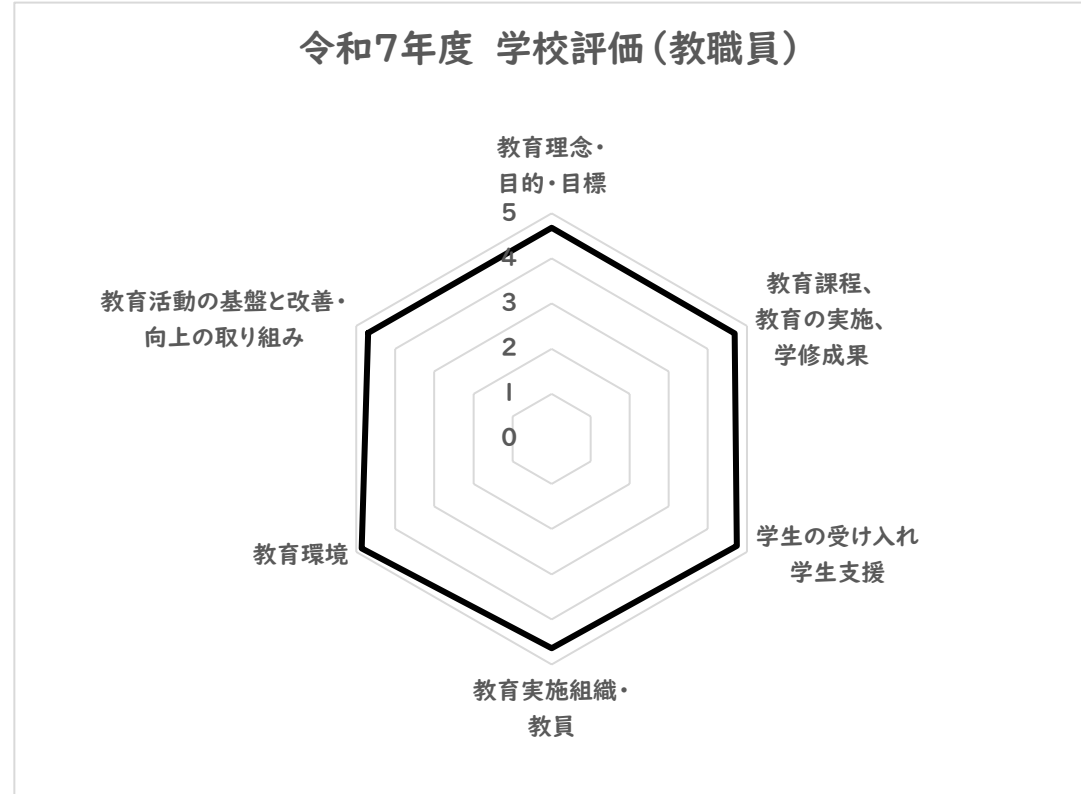 令和7年度 学校評価（教職員）
教育理念・
目的・目標
5
4
3
2
1
0
教育課程、
教育の実施、
学修成果
学生の受け入れ
学生支援
教育実施組織・
教員
教育環境
教育活動の基盤と改善・
向上の取り組み